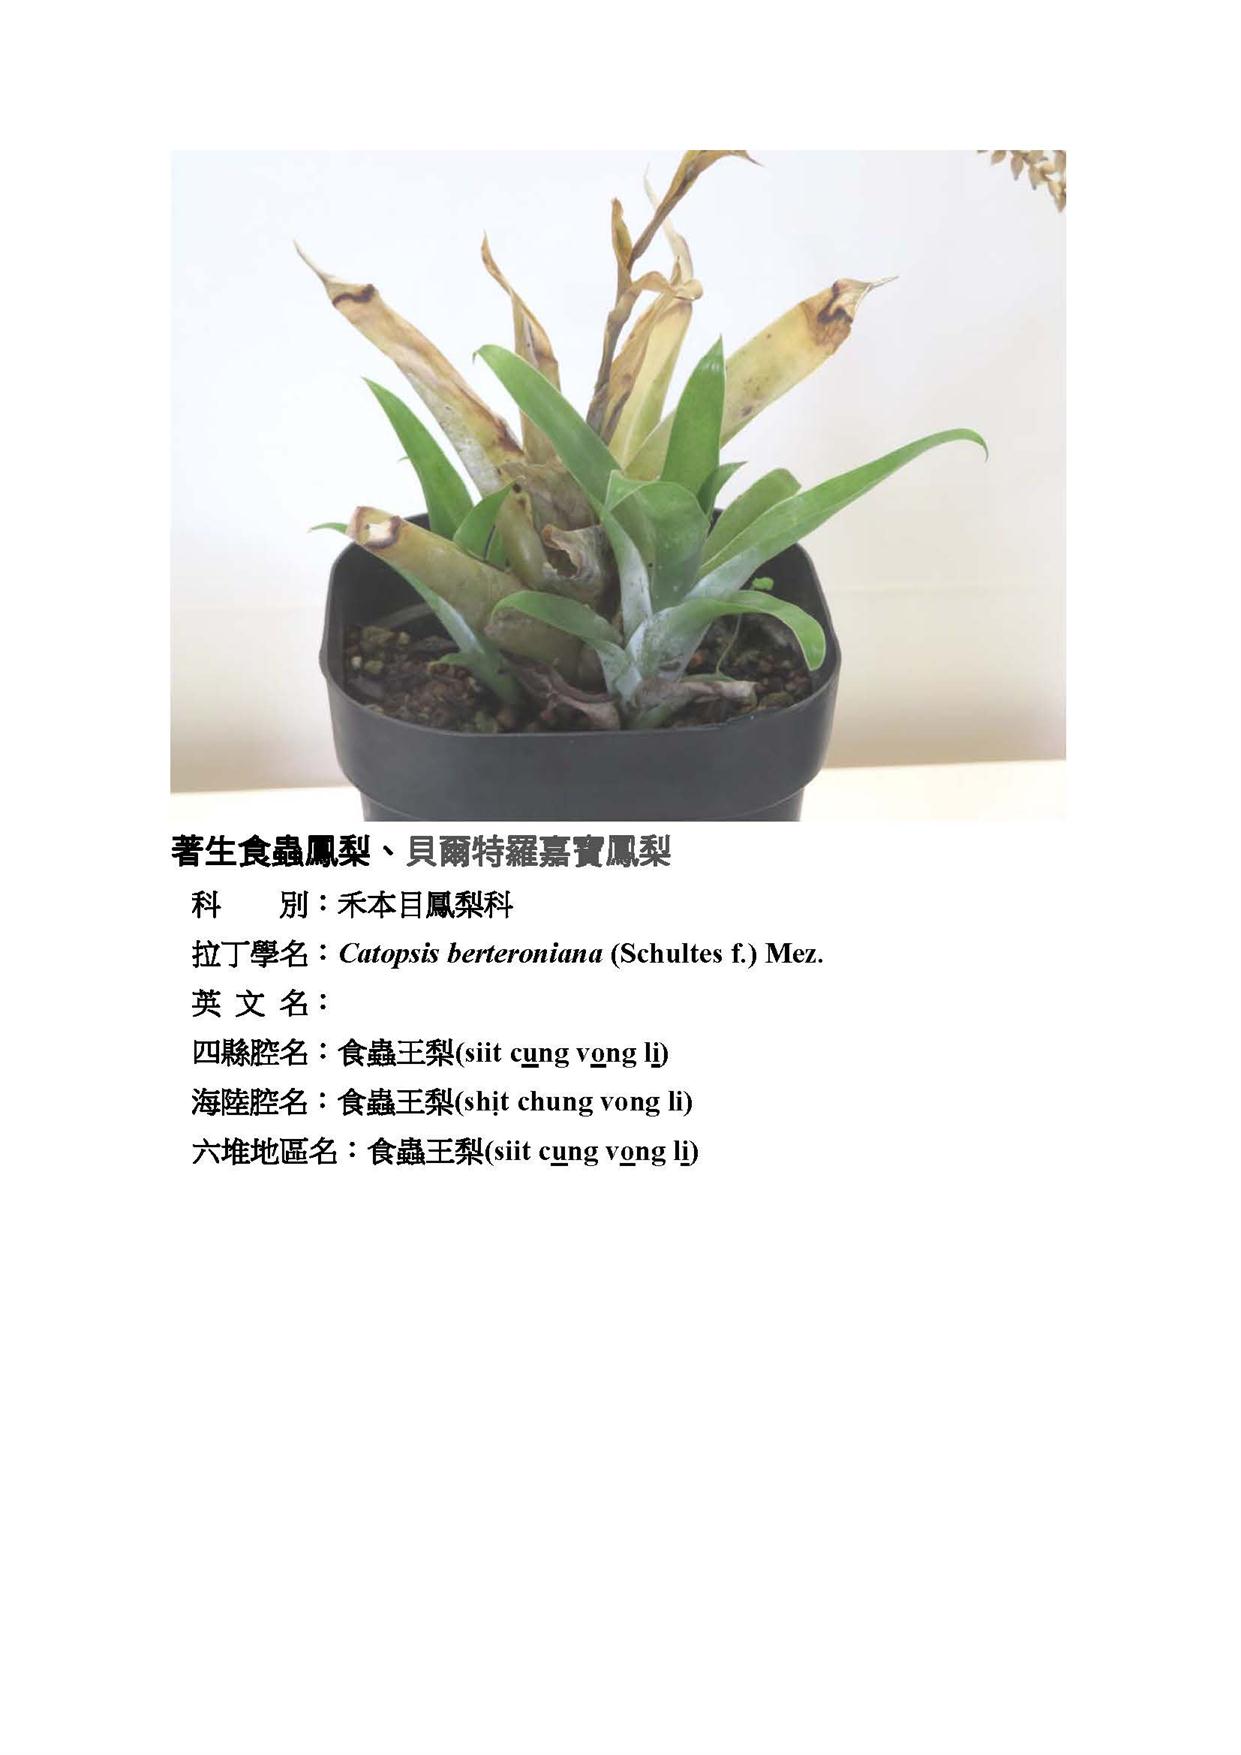 著生食蟲鳳梨、貝爾特羅嘉寶鳳梨
科　　別：禾本目鳳梨科
拉丁學名：Catopsis berteroniana (Schultes f.) Mez.
英 文 名：
四縣腔名：食蟲王梨(siit cung vong li)
海陸腔名：食蟲王梨(shịt chung vong li)
六堆地區名：食蟲王梨(siit cung vong li)